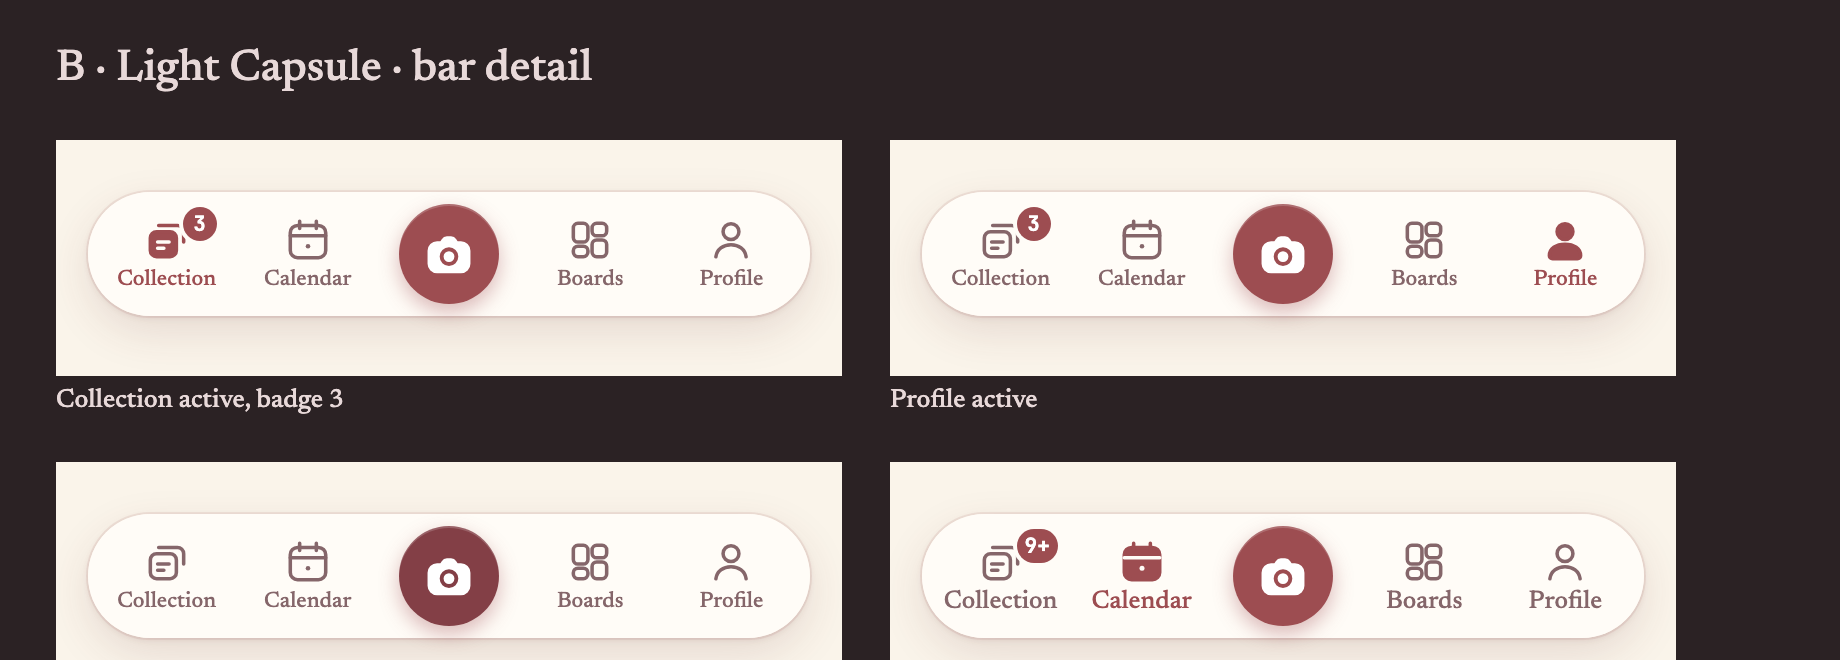 B · Light Capsule · bar detail
3
Collection Calendar Boards Profile
3
Collection Calendar Boards Profile
Collection active, badge 3
Profile active
Collection Calendar Boards Profile
9+
Collection Calendar Boards Profile